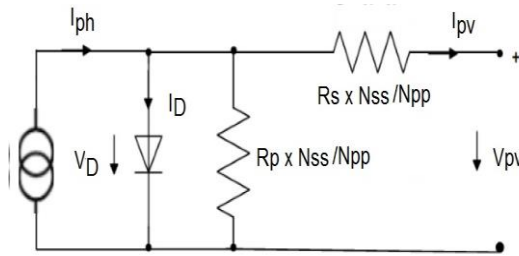 Iph
Ipv
+
Rs x Nss/Npp
ID
VD
Rp x Nss/Npp
Vpv